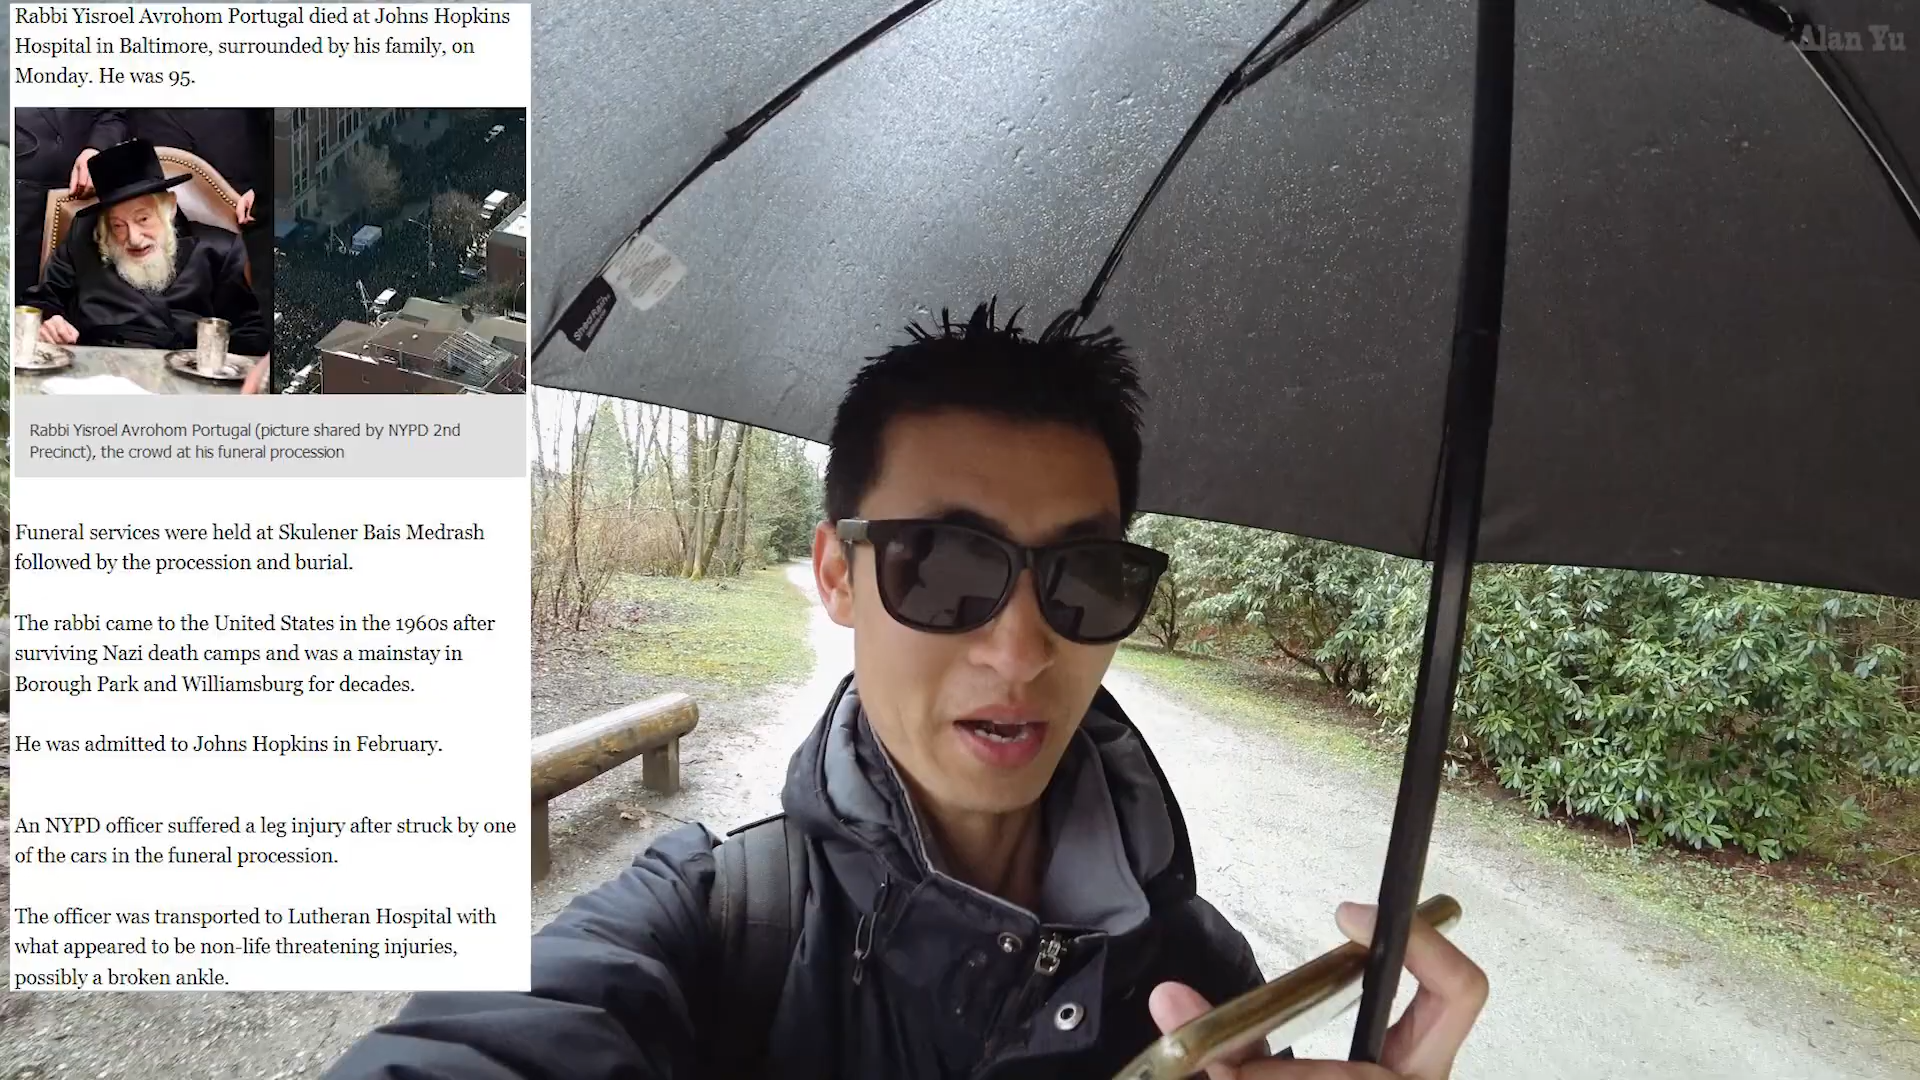 Rabbi Yisroel Avrohom Portugal died at Johns Hopkins
Hospital in Baltimore, surrounded by his family, on
Monday. He was 95.
Rabbi Yisroel Avrohom Portugal (picture shared by NYPD 2nd
Precinct), the crowd at his funeral procession
Funeral services were held at Skulener Bais Medrash
followed by the procession and burial.
The rabbi came to the United States in the 1960s after
surviving Nazi death camps and was a mainstay in
Borough Park and Williamsburg for decades.
He was admitted to Johns Hopkins in February.
An NYPD officer suffered a leg injury after struck by one
of the cars in the funeral procession.
The officer was transported to Lutheran Hospital with
what appeared to be non-life threatening injuries,
possibly a broken ankle.
Alan Yu
ShedRain